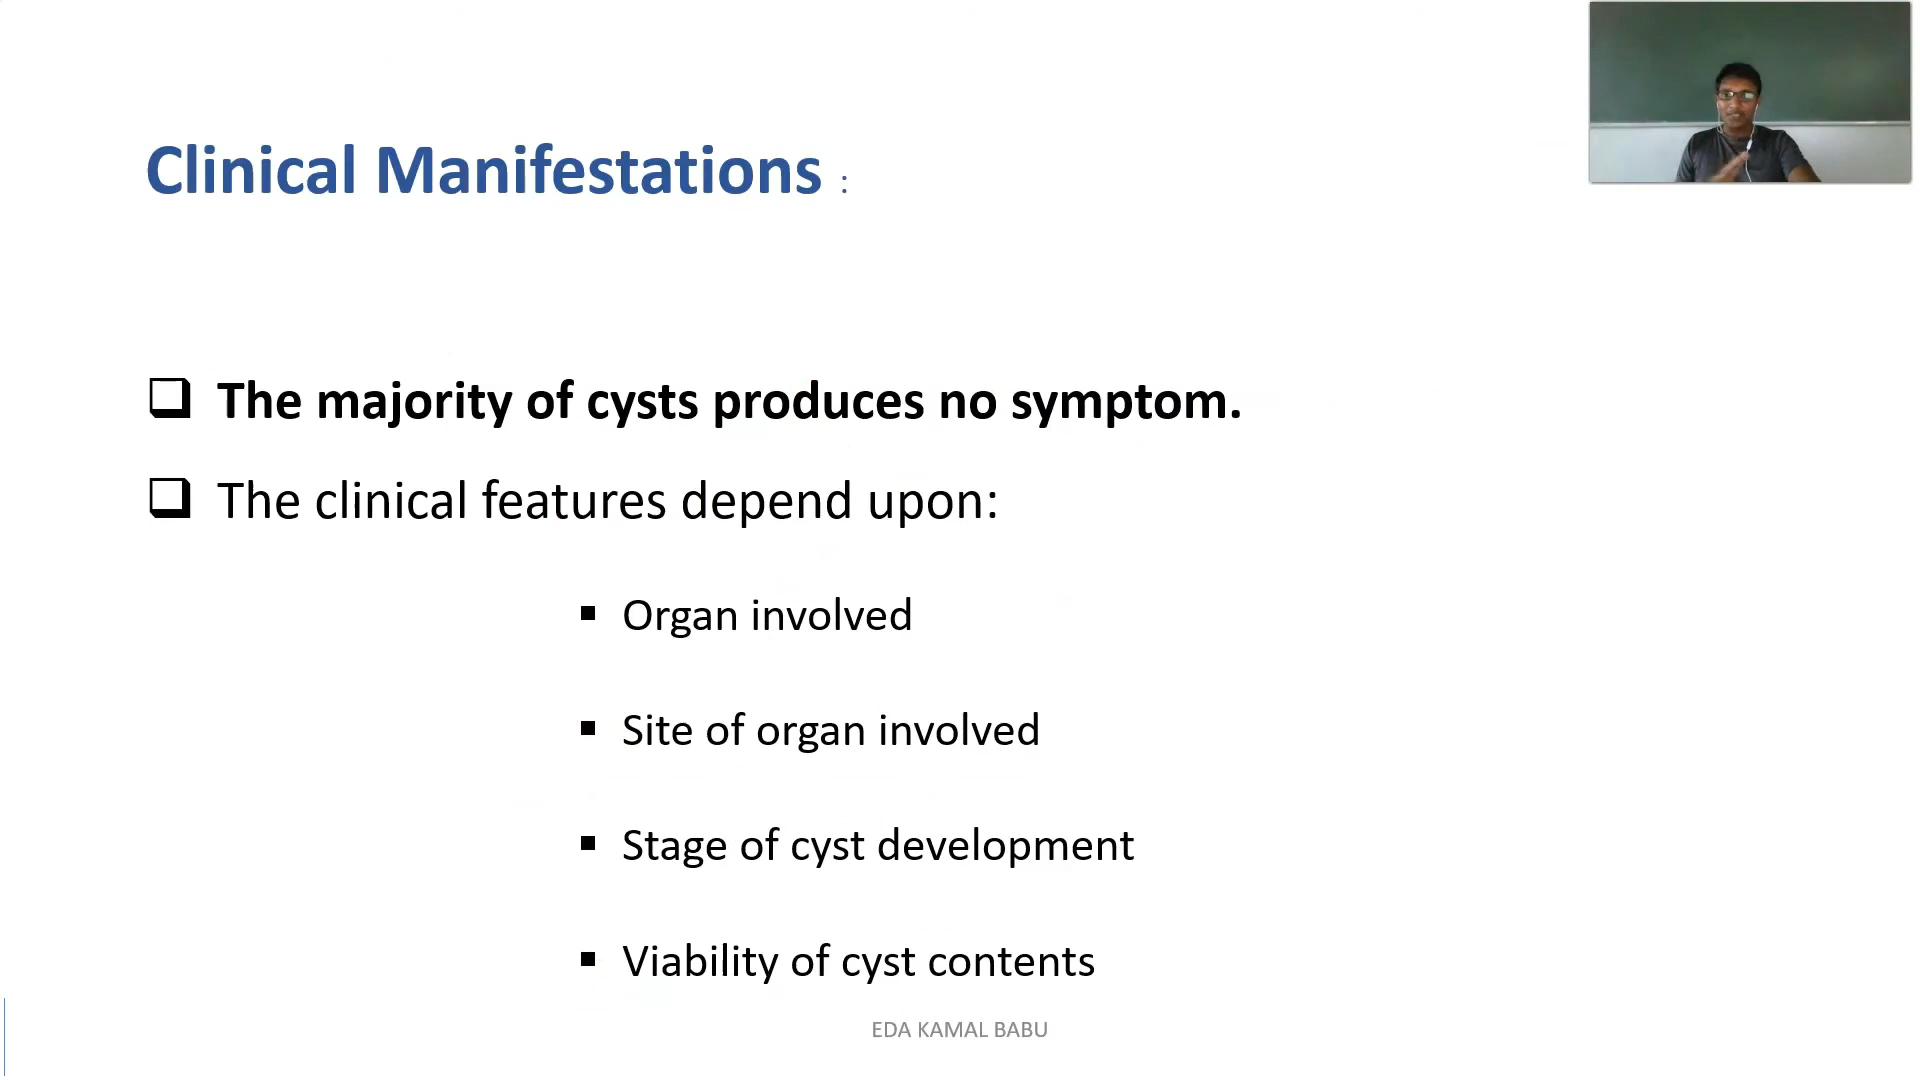 Clinical Manifestations :
The majority of cysts produces no symptom.
The clinical features depend upon:
Organ involved
Site of organ involved
Stage of cyst development
Viability of cyst contents
EDA KAMAL BABU